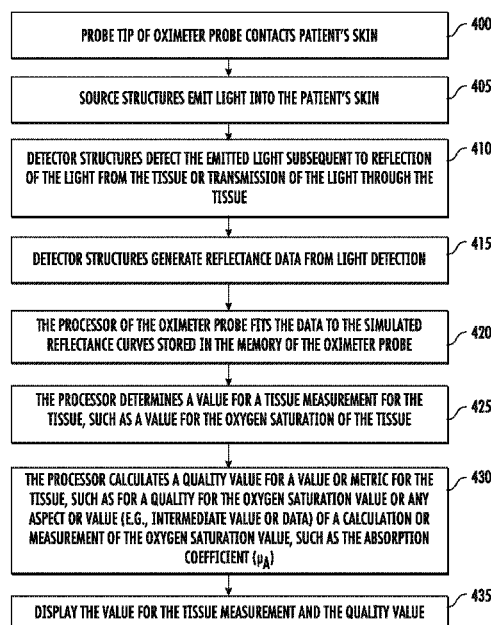 PROBE TIP OF OXIMETER PROBE CONTACTS PATIENT'S SKIN
400
SOURCE STRUCTURES EMIT LIGHT INTO THE PATIENT'S SKIN
405
DETECTOR STRUCTURES DETECT THE EMITTED LIGHT SUBSEQUENT TO REFLECTION
OF THE LIGHT FROM THE TISSUE OR TRANSMISSION OF THE LIGHT THROUGH THE
TISSUE
410
DETECTOR STRUCTURES GENERATE REFLECTANCE DATA FROM LIGHT DETECTION
415
THE PROCESSOR OF THE OXIMETER PROBE FITS THE DATA TO THE SIMULATED
REFLECTANCE CURVES STORED IN THE MEMORY OF THE OXIMETER PROBE
420
THE PROCESSOR DETERMINES A VALUE FOR A TISSUE MEASUREMENT FOR THE
TISSUE, SUCH AS A VALUE FOR THE OXYGEN SATURATION OF THE TISSUE
425
THE PROCESSOR CALCULATES A QUALITY VALUE FOR A VALUE OR METRIC FOR THE
TISSUE, SUCH AS FOR A QUALITY FOR THE OXYGEN SATURATION VALUE OR ANY
ASPECT OR VALUE (E.G., INTERMEDIATE VALUE OR DATA) OF A CALCULATION OR
MEASUREMENT OF THE OXYGEN SATURATION VALUE, SUCH AS THE ABSORPTION
COEFFICIENT (μA)
430
DISPLAY THE VALUE FOR THE TISSUE MEASUREMENT AND THE QUALITY VALUE
435